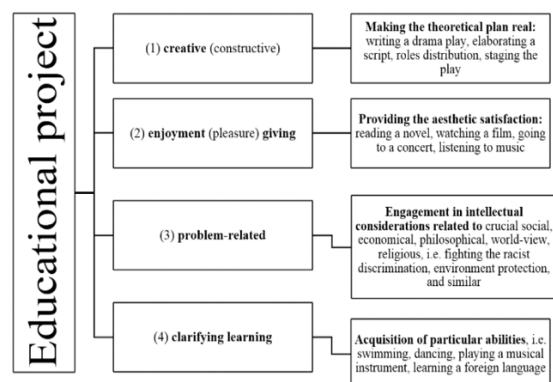 Educational project
(1) creative (constructive)
Making the theoretical plan real:
writing a drama play, elaborating a
script, roles distribution, staging the
play
(2) enjoyment (pleasure) giving
Providing the aesthetic satisfaction:
reading a novel, watching a film, going
to a concert, listening to music
(3) problem-related
Engagement in intellectual
considerations related to crucial social,
economical, philosophical, world-view,
religious, i.e. fighting the racist
discrimination, environment protection,
and similar
(4) clarifying learning
Acquisition of particular abilities, i.e.
swimming, dancing, playing a musical
instrument, learning a foreign language